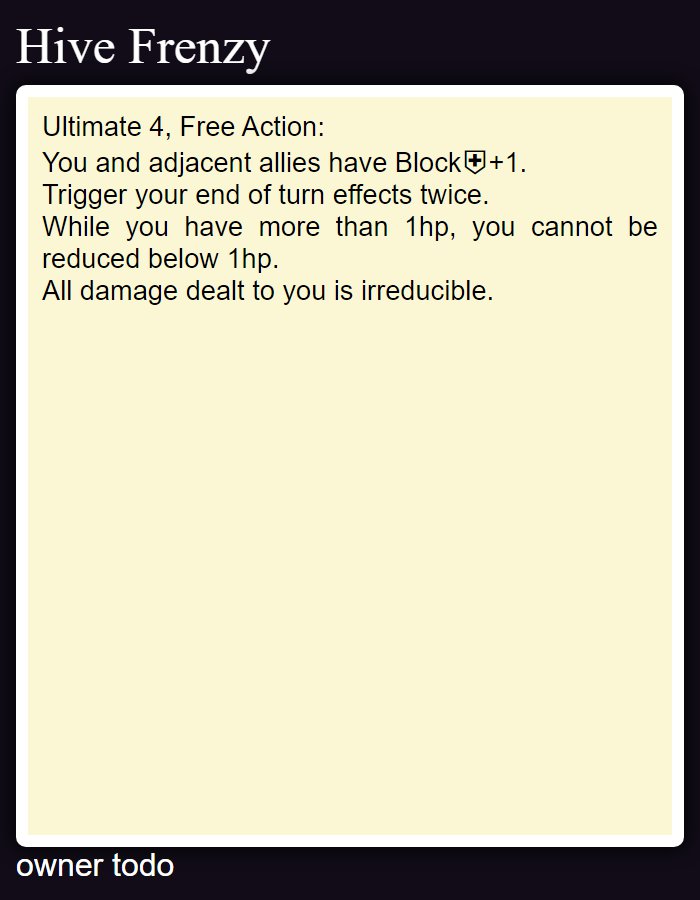 Hive Frenzy
Ultimate 4, Free Action:
You and adjacent allies have Block⛨+1.
Trigger your end of turn effects twice.
While you have more than 1hp, you cannot be
reduced below 1hp.
All damage dealt to you is irreducible.
owner todo